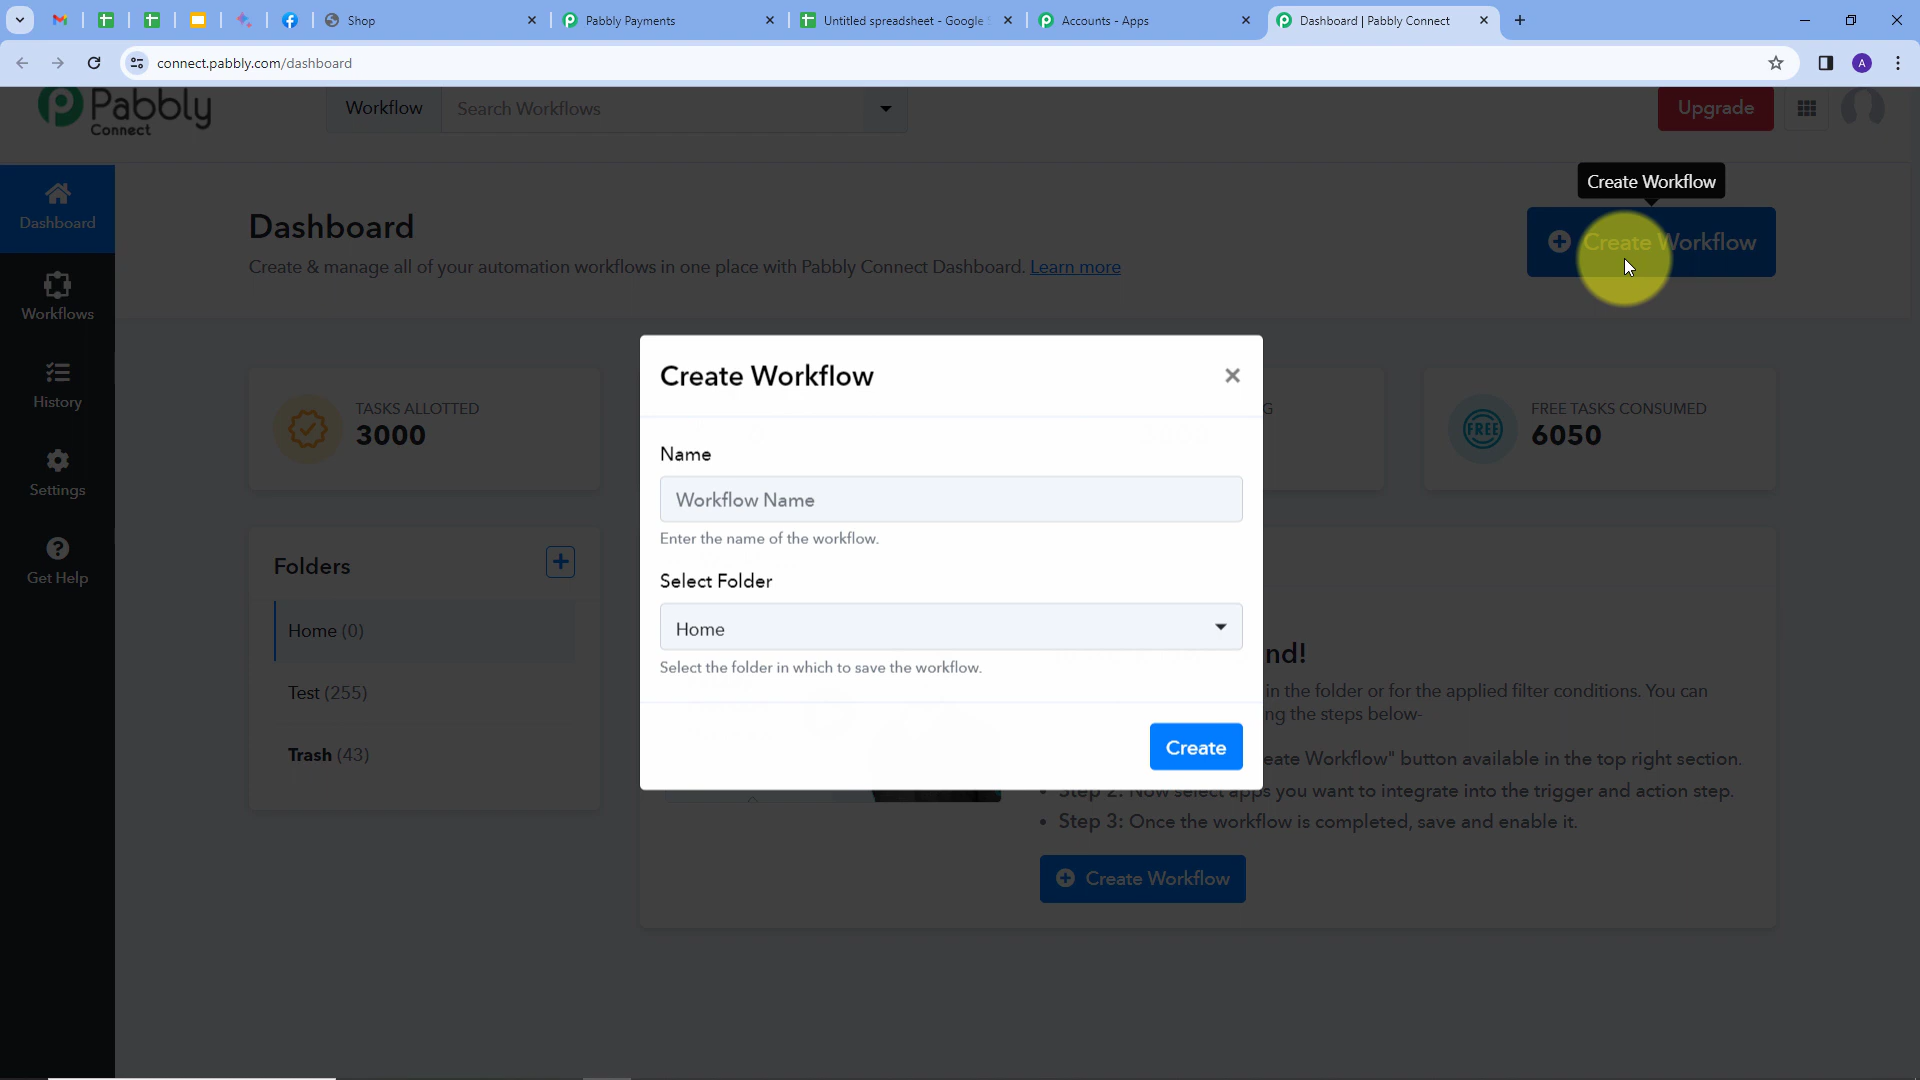 Shop
Pabbly Payments
Untitled spreadsheet - Google
Accounts - Apps
Dashboard | Pabbly Connect
connect.pabbly.com/dashboard
A
Pabbly
Connect
Workflow
Search Workflows
Upgrade
Create Workflow
Dashboard
Dashboard
Create Workflow
Create & manage all of your automation workflows in one place with Pabbly Connect Dashboard. Learn more
Workflows
History
Settings
Get Help
TASKS ALLOTTED
3000
G
FREE
FREE TASKS CONSUMED
6050
Create Workflow
Name
Workflow Name
Enter the name of the workflow.
Select Folder
Home
Select the folder in which to save the workflow.
Create
Folders
Home (0)
Test (255)
Trash (43)
nd!
in the folder or for the applied filter conditions. You can
ng the steps below-
eate Workflow" button available in the top right section.
Step 2: Now select apps you want to integrate into the trigger and action step.
Step 3: Once the workflow is completed, save and enable it.
Create Workflow